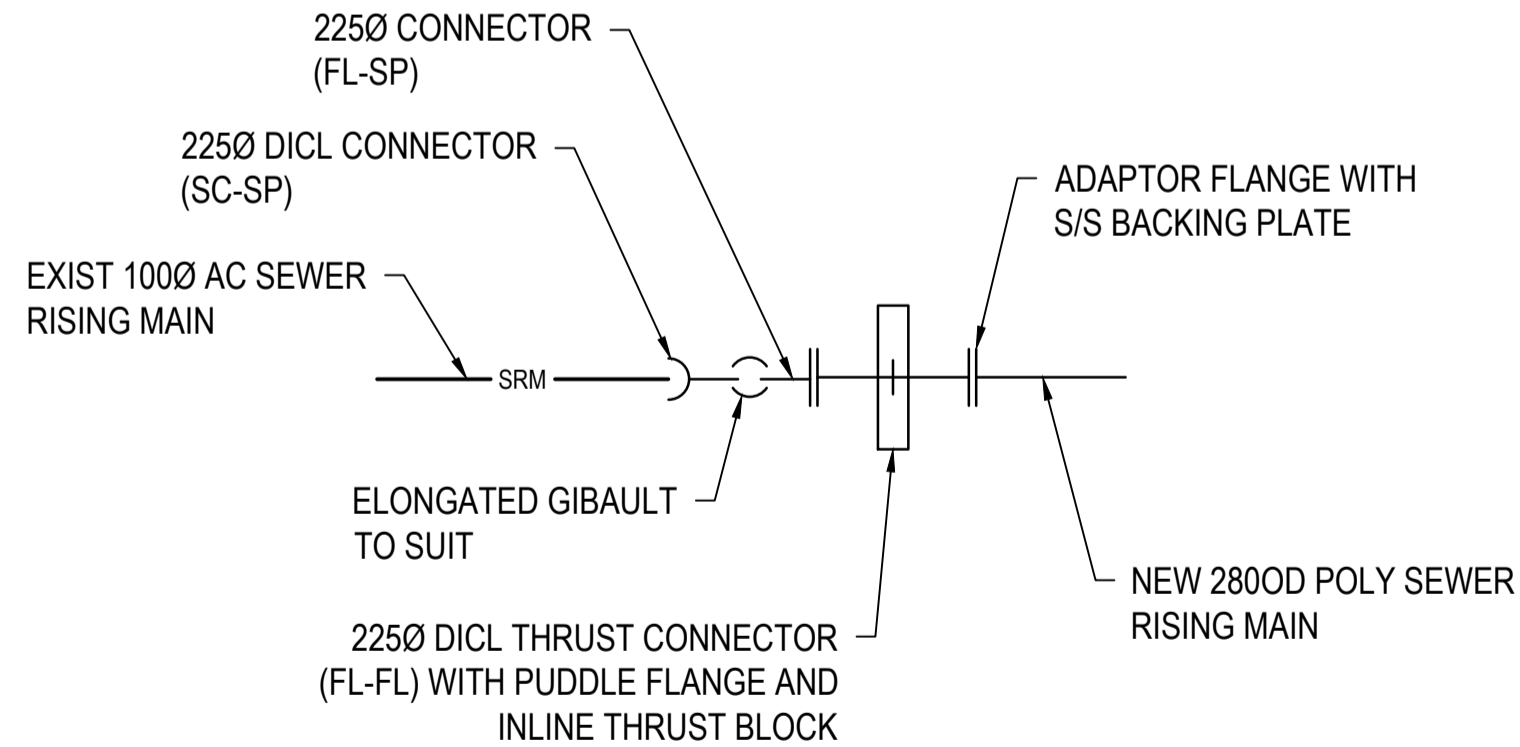 225Ø CONNECTOR
(FL-SP)
225Ø DICL CONNECTOR
(SC-SP)
ADAPTOR FLANGE WITH
S/S BACKING PLATE
EXIST 100Ø AC SEWER
RISING MAIN
SRM
ELONGATED GIBAULT
TO SUIT
NEW 280OD POLY SEWER
RISING MAIN
225Ø DICL THRUST CONNECTOR
(FL-FL) WITH PUDDLE FLANGE AND
INLINE THRUST BLOCK